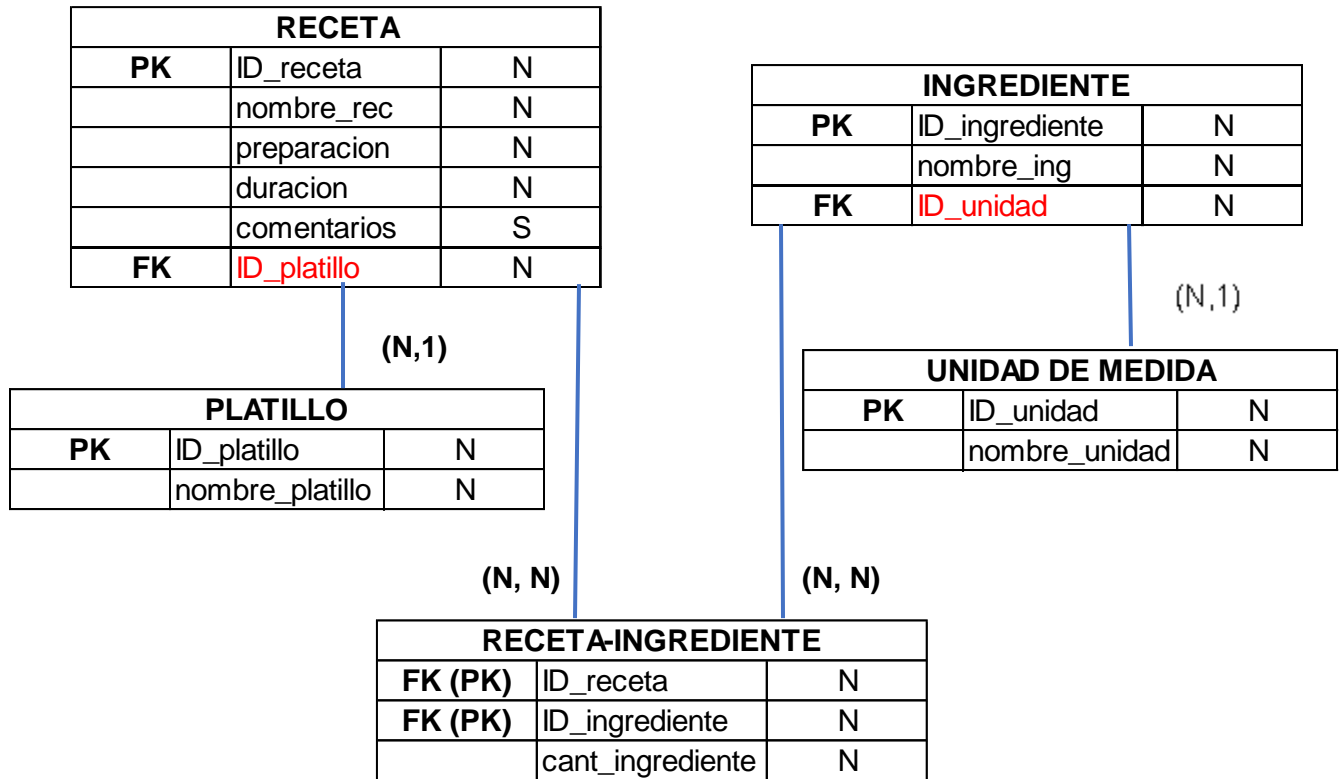 RECETA
PK ID_receta N
nombre_rec N
preparacion N
duracion N
comentarios S
FK ID_platillo N
INGREDIENTE
PK ID_ingrediente N
nombre_ing N
FK ID_unidad N
(N,1)
(N,1)
PLATILLO
PK ID_platillo N
nombre_platillo N
UNIDAD DE MEDIDA
PK ID_unidad N
nombre_unidad N
(N, N)
(N, N)
RECETA-INGREDIENTE
FK (PK) ID_receta N
FK (PK) ID_ingrediente N
cant_ingrediente N